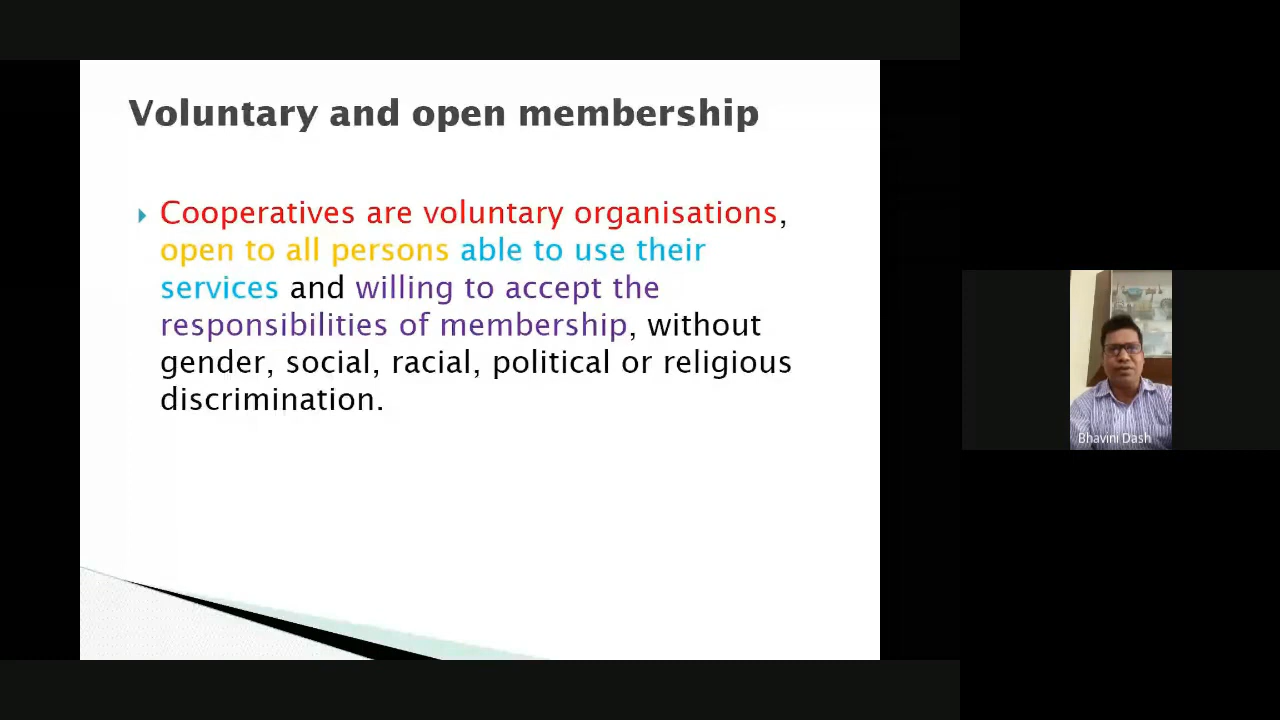 Voluntary and open membership
Cooperatives are voluntary organisations,
open to all persons able to use their
services and willing to accept the
responsibilities of membership, without
gender, social, racial, political or religious
discrimination.
Bhavini Dash